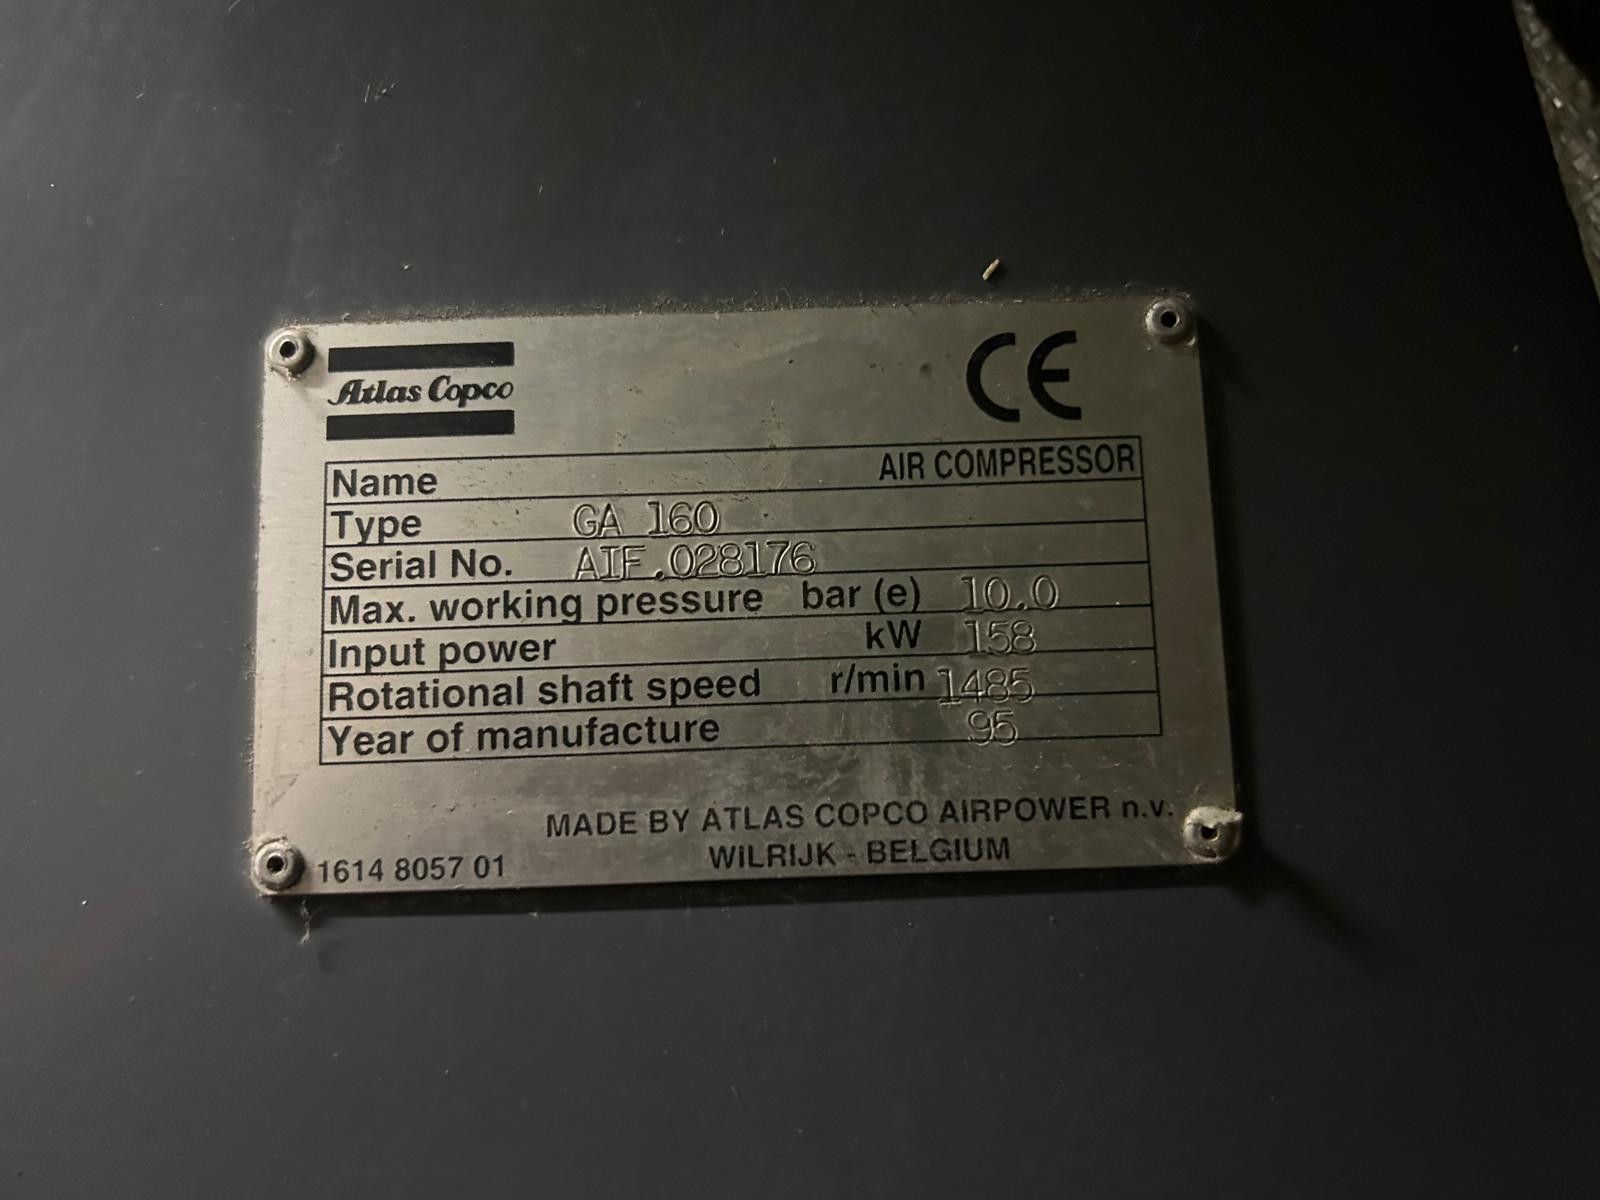 Atlas Copco
CE
Name AIR COMPRESSOR
Type GA 160
Serial No. AIF.028176
Max. working pressure bar (e) 10.0
Input power kW 158
Rotational shaft speed r/min 1485
Year of manufacture 95
MADE BY ATLAS COPCO AIRPOWER n.v.
WILRIJK - BELGIUM
1614 8057 01